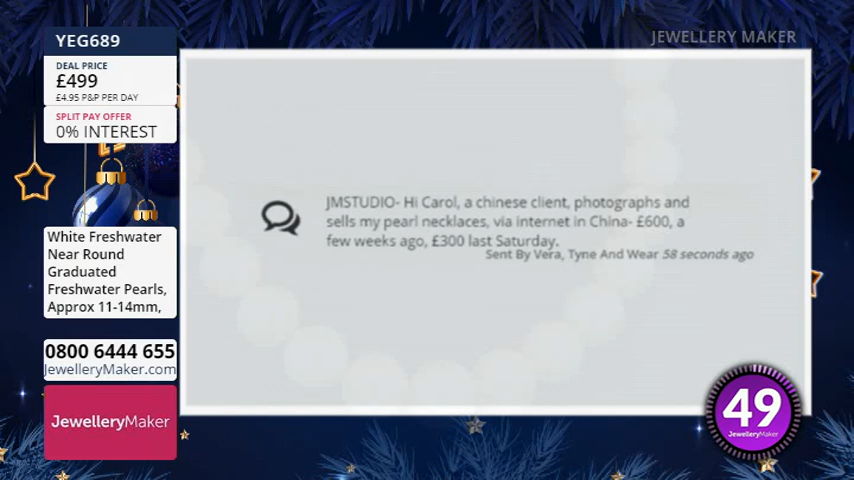 YEG689
DEAL PRICE
£499
£4.95 P&P PER DAY
SPLIT PAY OFFER
0% INTEREST
White Freshwater
Near Round
Graduated
Freshwater Pearls,
Approx 11-14mm,
0800 6444 655
JewelleryMaker.com
JewelleryMaker
JEWELLERY MAKER
JMSTUDIO- Hi Carol, a chinese client, photographs and
sells my pearl necklaces, via internet in China- £600, a
few weeks ago, £300 last Saturday.
Sent By Vera, Tyne And Wear 58 seconds ago
49
JewelleryMaker